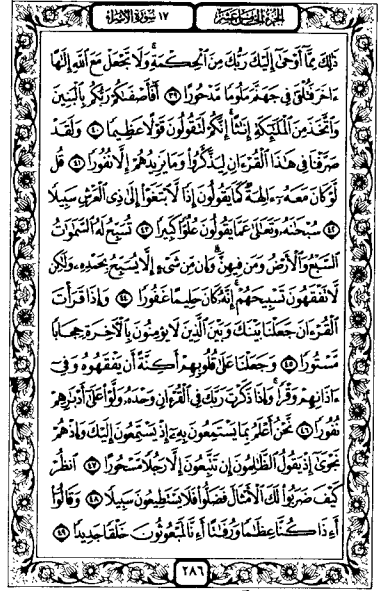 الجزء الخامس عشر
١٧ سورة الإسراء
ذَٰلِكَ مِمَّآ أَوْحَىٰٓ إِلَيْكَ رَبُّكَ مِنَ ٱلْحِكْمَةِ ۗ وَلَا تَجْعَلْ مَعَ ٱللَّهِ إِلَٰهًا
ءَاخَرَ فَتُلْقَىٰ فِى جَهَنَّمَ مَلُومًا مَّدْحُورًا ٣٩ أَفَأَصْفَىٰكُمْ رَبُّكُم بِٱلْبَنِينَ
وَٱتَّخَذَ مِنَ ٱلْمَلَٰٓئِكَةِ إِنَٰثًا ۚ إِنَّكُمْ لَتَقُولُونَ قَوْلًا عَظِيمًا ٤٠ وَلَقَدْ
صَرَّفْنَا فِى هَٰذَا ٱلْقُرْءَانِ لِيَذَّكَّرُوا۟ وَمَا يَزِيدُهُمْ إِلَّا نُفُورًا ٤١ قُل
لَّوْ كَانَ مَعَهُۥٓ ءَالِهَةٌ كَمَا يَقُولُونَ إِذًا لَّٱبْتَغَوْا۟ إِلَىٰ ذِى ٱلْعَرْشِ سَبِيلًا
٤٢ سُبْحَٰنَهُۥ وَتَعَٰلَىٰ عَمَّا يَقُولُونَ عُلُوًّا كَبِيرًا ٤٣ تُسَبِّحُ لَهُ ٱلسَّمَٰوَٰتُ
ٱلسَّبْعُ وَٱلْأَرْضُ وَمَن فِيهِنَّ ۚ وَإِن مِّن شَىْءٍ إِلَّا يُسَبِّحُ بِحَمْدِهِۦ وَلَٰكِن
لَّا تَفْقَهُونَ تَسْبِيحَهُمْ ۗ إِنَّهُۥ كَانَ حَلِيمًا غَفُورًا ٤٤ وَإِذَا قَرَأْتَ
ٱلْقُرْءَانَ جَعَلْنَا بَيْنَكَ وَبَيْنَ ٱلَّذِينَ لَا يُؤْمِنُونَ بِٱلْءَاخِرَةِ حِجَابًا
مَّسْتُورًا ٤٥ وَجَعَلْنَا عَلَىٰ قُلُوبِهِمْ أَكِنَّةً أَن يَفْقَهُوهُ وَفِىٓ
ءَاذَانِهِمْ وَقْرًا ۚ وَإِذَا ذَكَرْتَ رَبَّكَ فِى ٱلْقُرْءَانِ وَحْدَهُۥ وَلَّوْا۟ عَلَىٰٓ أَدْبَٰرِهِمْ
نُفُورًا ٤٦ نَّحْنُ أَعْلَمُ بِمَا يَسْتَمِعُونَ بِهِۦٓ إِذْ يَسْتَمِعُونَ إِلَيْكَ وَإِذْ هُمْ
نَجْوَىٰٓ إِذْ يَقُولُ ٱلظَّٰلِمُونَ إِن تَتَّبِعُونَ إِلَّا رَجُلًا مَّسْحُورًا ٤٧ ٱنظُرْ
كَيْفَ ضَرَبُوا۟ لَكَ ٱلْأَمْثَالَ فَضَلُّوا۟ فَلَا يَسْتَطِيعُونَ سَبِيلًا ٤٨ وَقَالُوٓا۟
أَءِذَا كُنَّا عِظَٰمًا وَرُفَٰتًا أَءِنَّا لَمَبْعُوثُونَ خَلْقًا جَدِيدًا ٤٩
٢٨٦